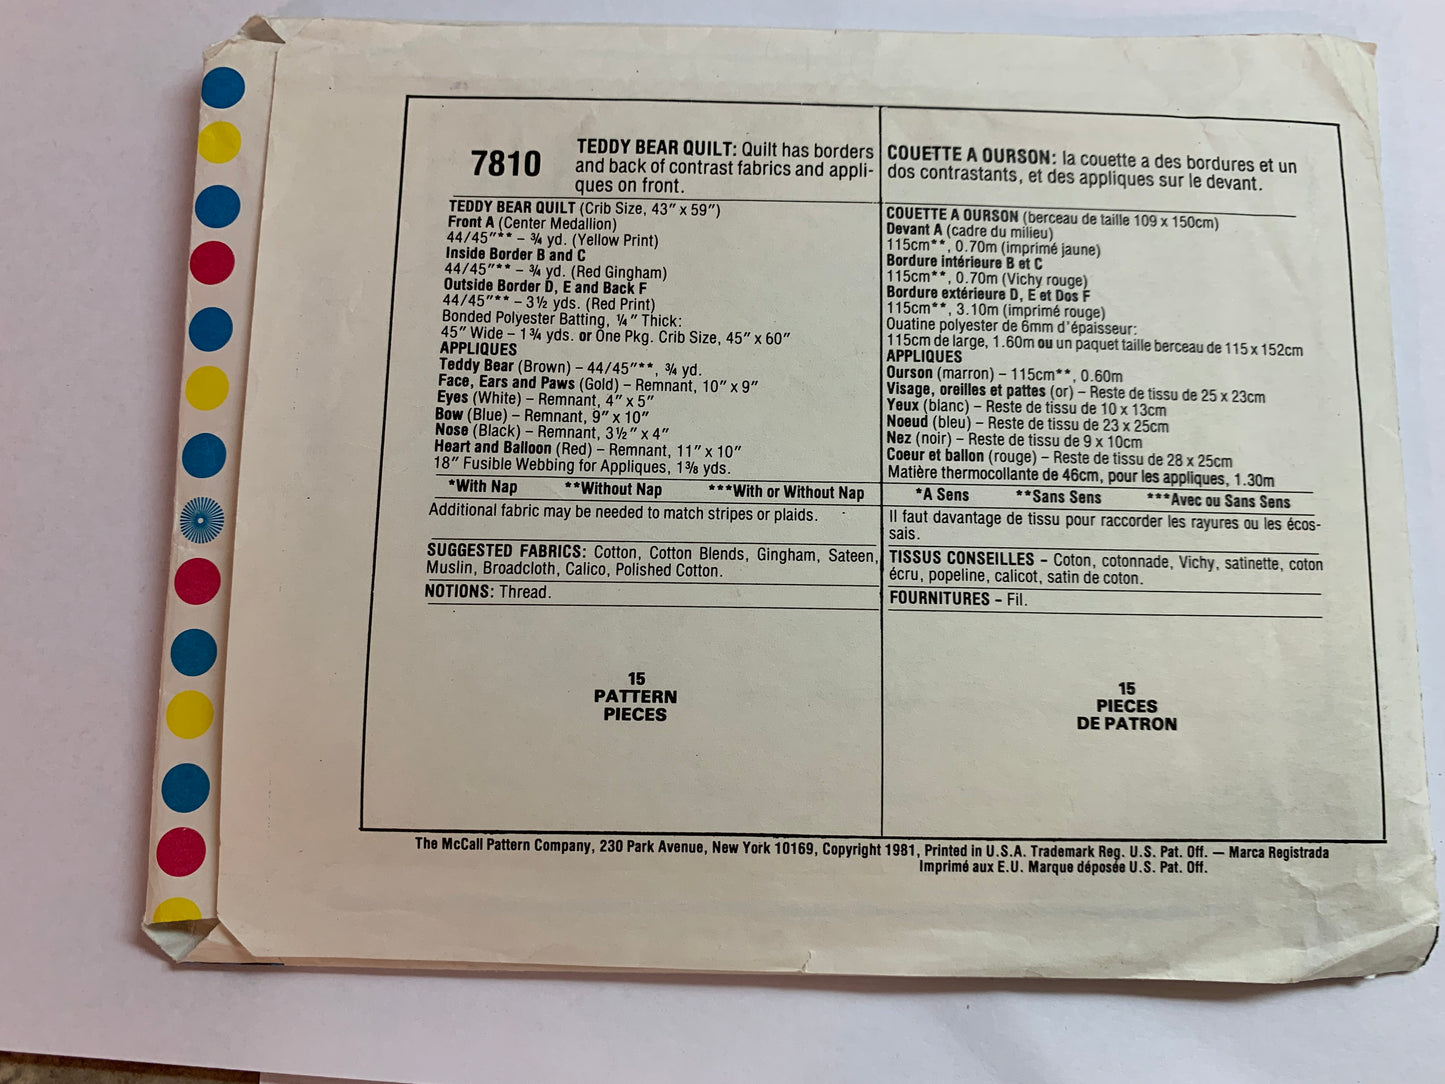 7810
TEDDY BEAR QUILT: Quilt has borders
and back of contrast fabrics and appli-
ques on front.
TEDDY BEAR QUILT (Crib Size, 43" x 59")
Front A (Center Medallion)
44/45"** – ¾ yd. (Yellow Print)
Inside Border B and C
44/45"** – ¾ yd. (Red Gingham)
Outside Border D, E and Back F
44/45"** – 3½ yds. (Red Print)
Bonded Polyester Batting, ¼" Thick:
45" Wide – 1¾ yds. or One Pkg. Crib Size, 45" x 60"
APPLIQUES
Teddy Bear (Brown) – 44/45"**, ¾ yd.
Face, Ears and Paws (Gold) – Remnant, 10" x 9"
Eyes (White) – Remnant, 4" x 5"
Bow (Blue) – Remnant, 9" x 10"
Nose (Black) – Remnant, 3½" x 4"
Heart and Balloon (Red) – Remnant, 11" x 10"
18" Fusible Webbing for Appliques, 1⅜ yds.
*With Nap **Without Nap ***With or Without Nap
Additional fabric may be needed to match stripes or plaids.
SUGGESTED FABRICS: Cotton, Cotton Blends, Gingham, Sateen,
Muslin, Broadcloth, Calico, Polished Cotton.
NOTIONS: Thread.
15
PATTERN
PIECES
COUETTE A OURSON: la couette a des bordures et un
dos contrastants, et des appliques sur le devant.
COUETTE A OURSON (berceau de taille 109 x 150cm)
Devant A (cadre du milieu)
115cm**, 0.70m (imprimé jaune)
Bordure intérieure B et C
115cm**, 0.70m (Vichy rouge)
Bordure extérieure D, E et Dos F
115cm**, 3.10m (imprimé rouge)
Ouatine polyester de 6mm d'épaisseur:
115cm de large, 1.60m ou un paquet taille berceau de 115 x 152cm
APPLIQUES
Ourson (marron) – 115cm**, 0.60m
Visage, oreilles et pattes (or) – Reste de tissu de 25 x 23cm
Yeux (blanc) – Reste de tissu de 10 x 13cm
Noeud (bleu) – Reste de tissu de 23 x 25cm
Nez (noir) – Reste de tissu de 9 x 10cm
Coeur et ballon (rouge) – Reste de tissu de 28 x 25cm
Matière thermocollante de 46cm, pour les appliques, 1.30m
*A Sens **Sans Sens ***Avec ou Sans Sens
Il faut davantage de tissu pour raccorder les rayures ou les écos-
sais.
TISSUS CONSEILLES – Coton, cotonnade, Vichy, satinette, coton
écru, popeline, calicot, satin de coton.
FOURNITURES – Fil.
15
PIECES
DE PATRON
The McCall Pattern Company, 230 Park Avenue, New York 10169, Copyright 1981, Printed in U.S.A. Trademark Reg. U.S. Pat. Off. — Marca Registrada
Imprimé aux E.U. Marque déposée U.S. Pat. Off.